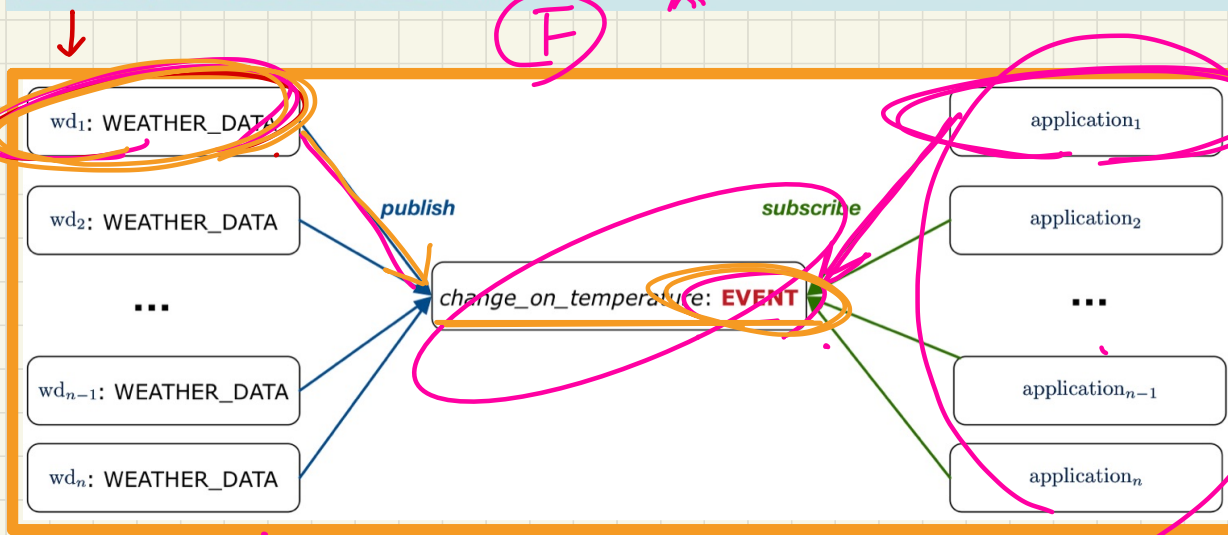 F
wd₁: WEATHER_DATA
application₁
wd₂: WEATHER_DATA
publish
subscribe
application₂
change_on_temperature: EVENT
...
...
wdₙ₋₁: WEATHER_DATA
applicationₙ₋₁
wdₙ: WEATHER_DATA
applicationₙ